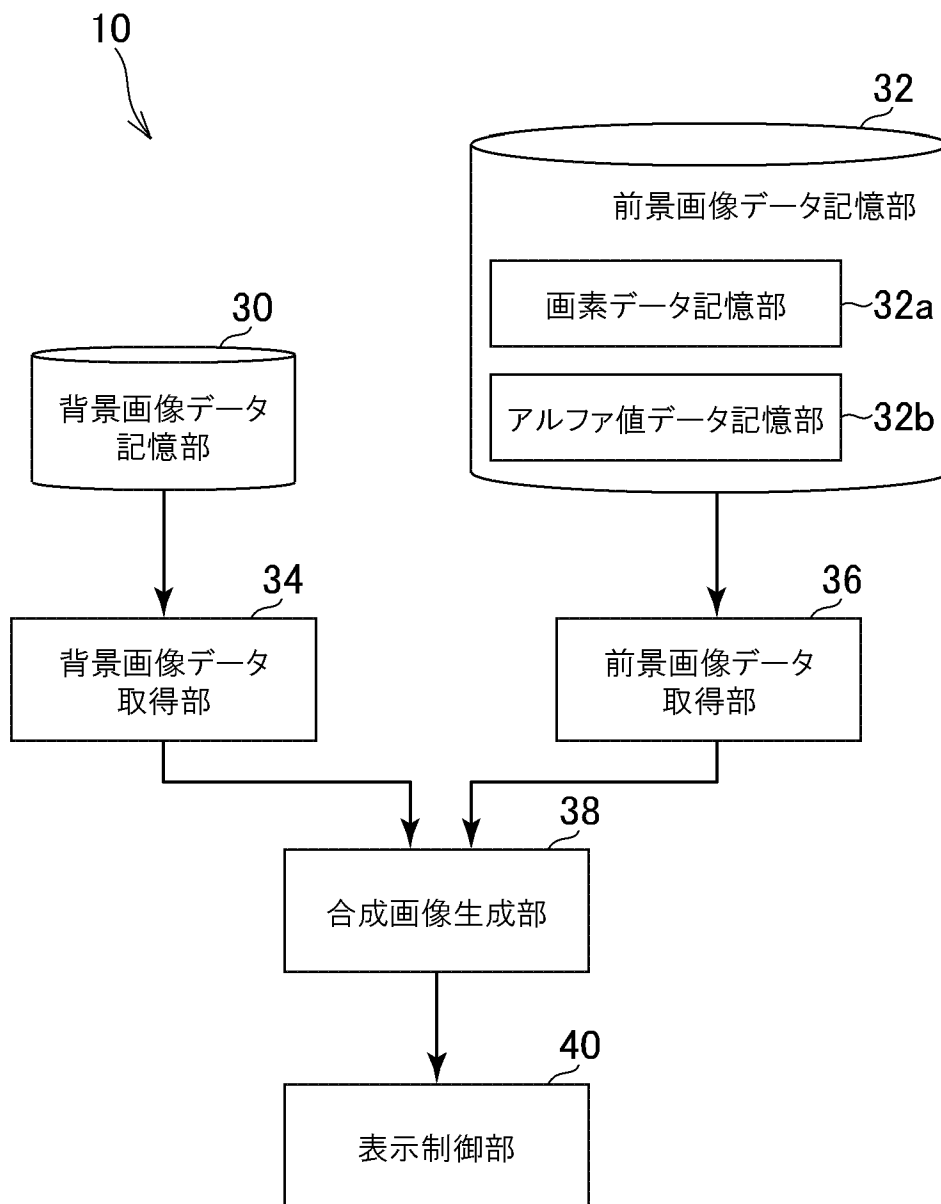 10
32
前景画像データ記憶部
画素データ記憶部
32a
30
背景画像データ
記憶部
アルファ値データ記憶部
32b
34
背景画像データ
取得部
36
前景画像データ
取得部
38
合成画像生成部
40
表示制御部